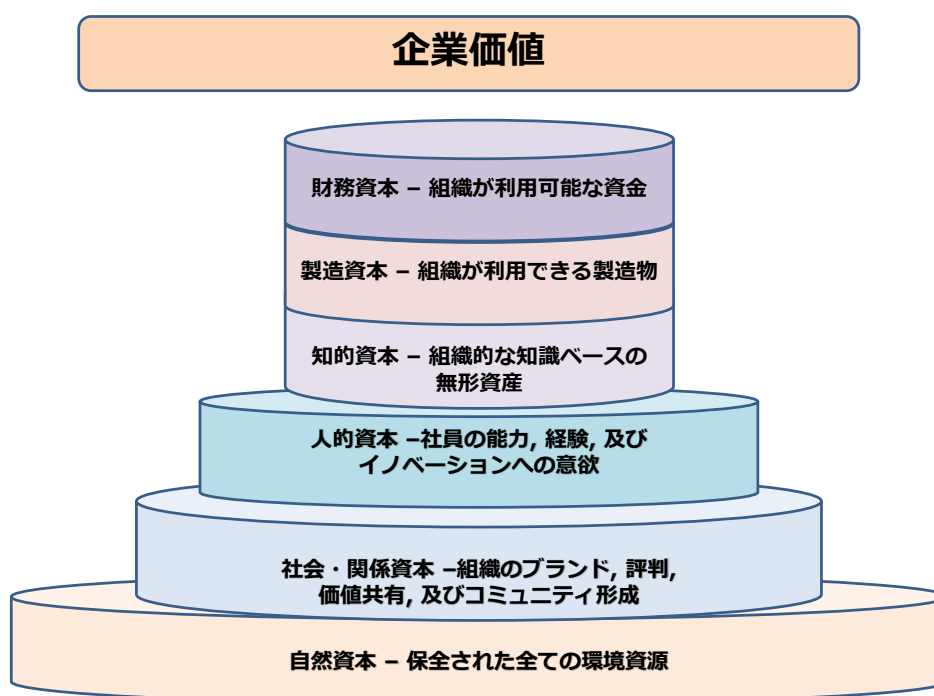 企業価値
財務資本 – 組織が利用可能な資金
製造資本 – 組織が利用できる製造物
知的資本 – 組織的な知識ベースの
無形資産
人的資本 –社員の能力, 経験, 及び
イノベーションへの意欲
社会・関係資本 –組織のブランド, 評判,
価値共有, 及びコミュニティ形成
自然資本 – 保全された全ての環境資源